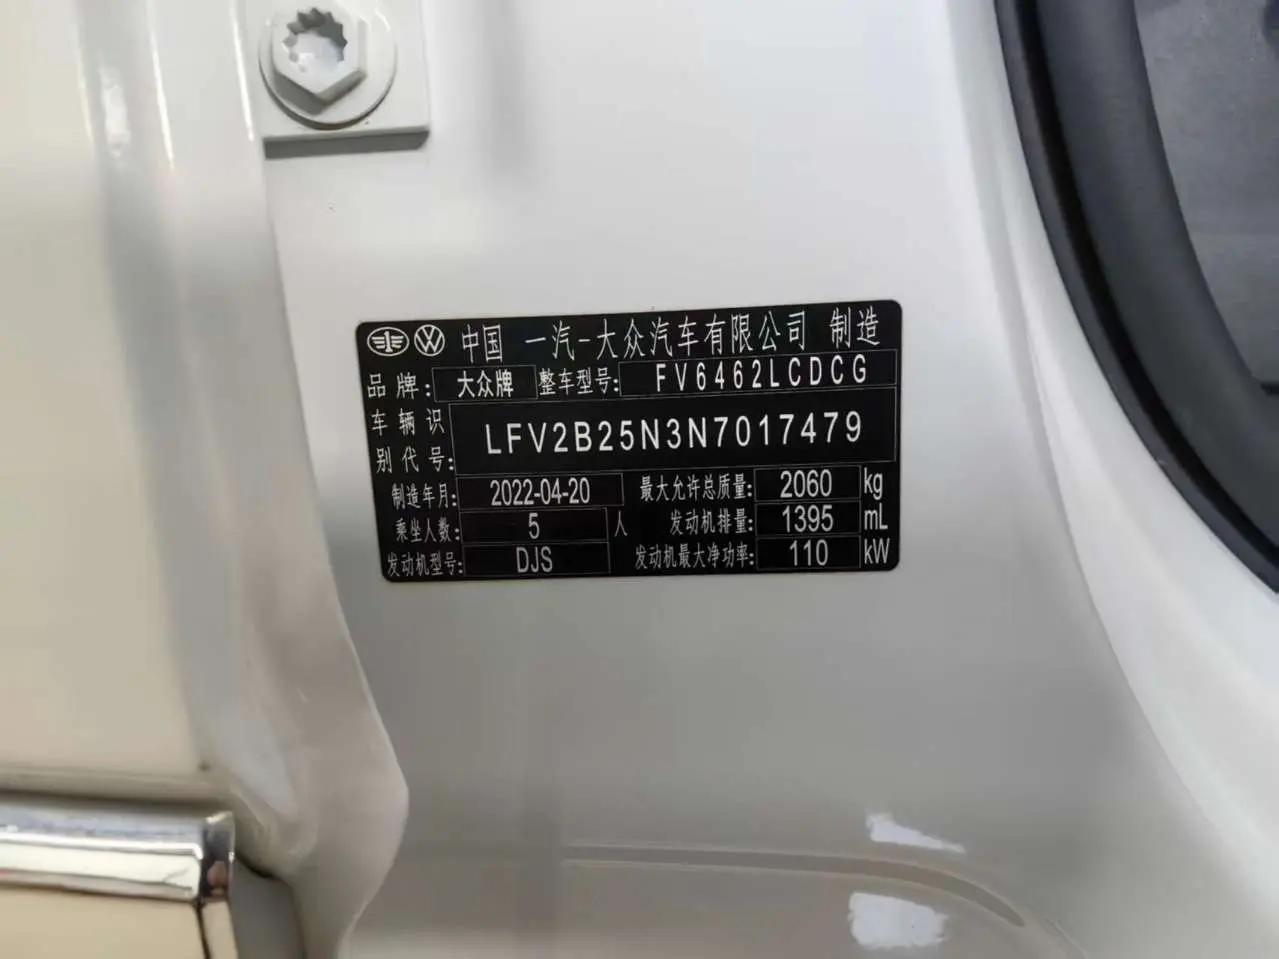 中国 一汽-大众汽车有限公司 制造
品牌: 大众牌 整车型号: FV6462LCDCG
车辆识别代号: LFV2B25N3N7017479
制造年月: 2022-04-20 最大允许总质量: 2060 kg
乘坐人数: 5 人 发动机排量: 1395 mL
发动机型号: DJS 发动机最大净功率: 110 kW